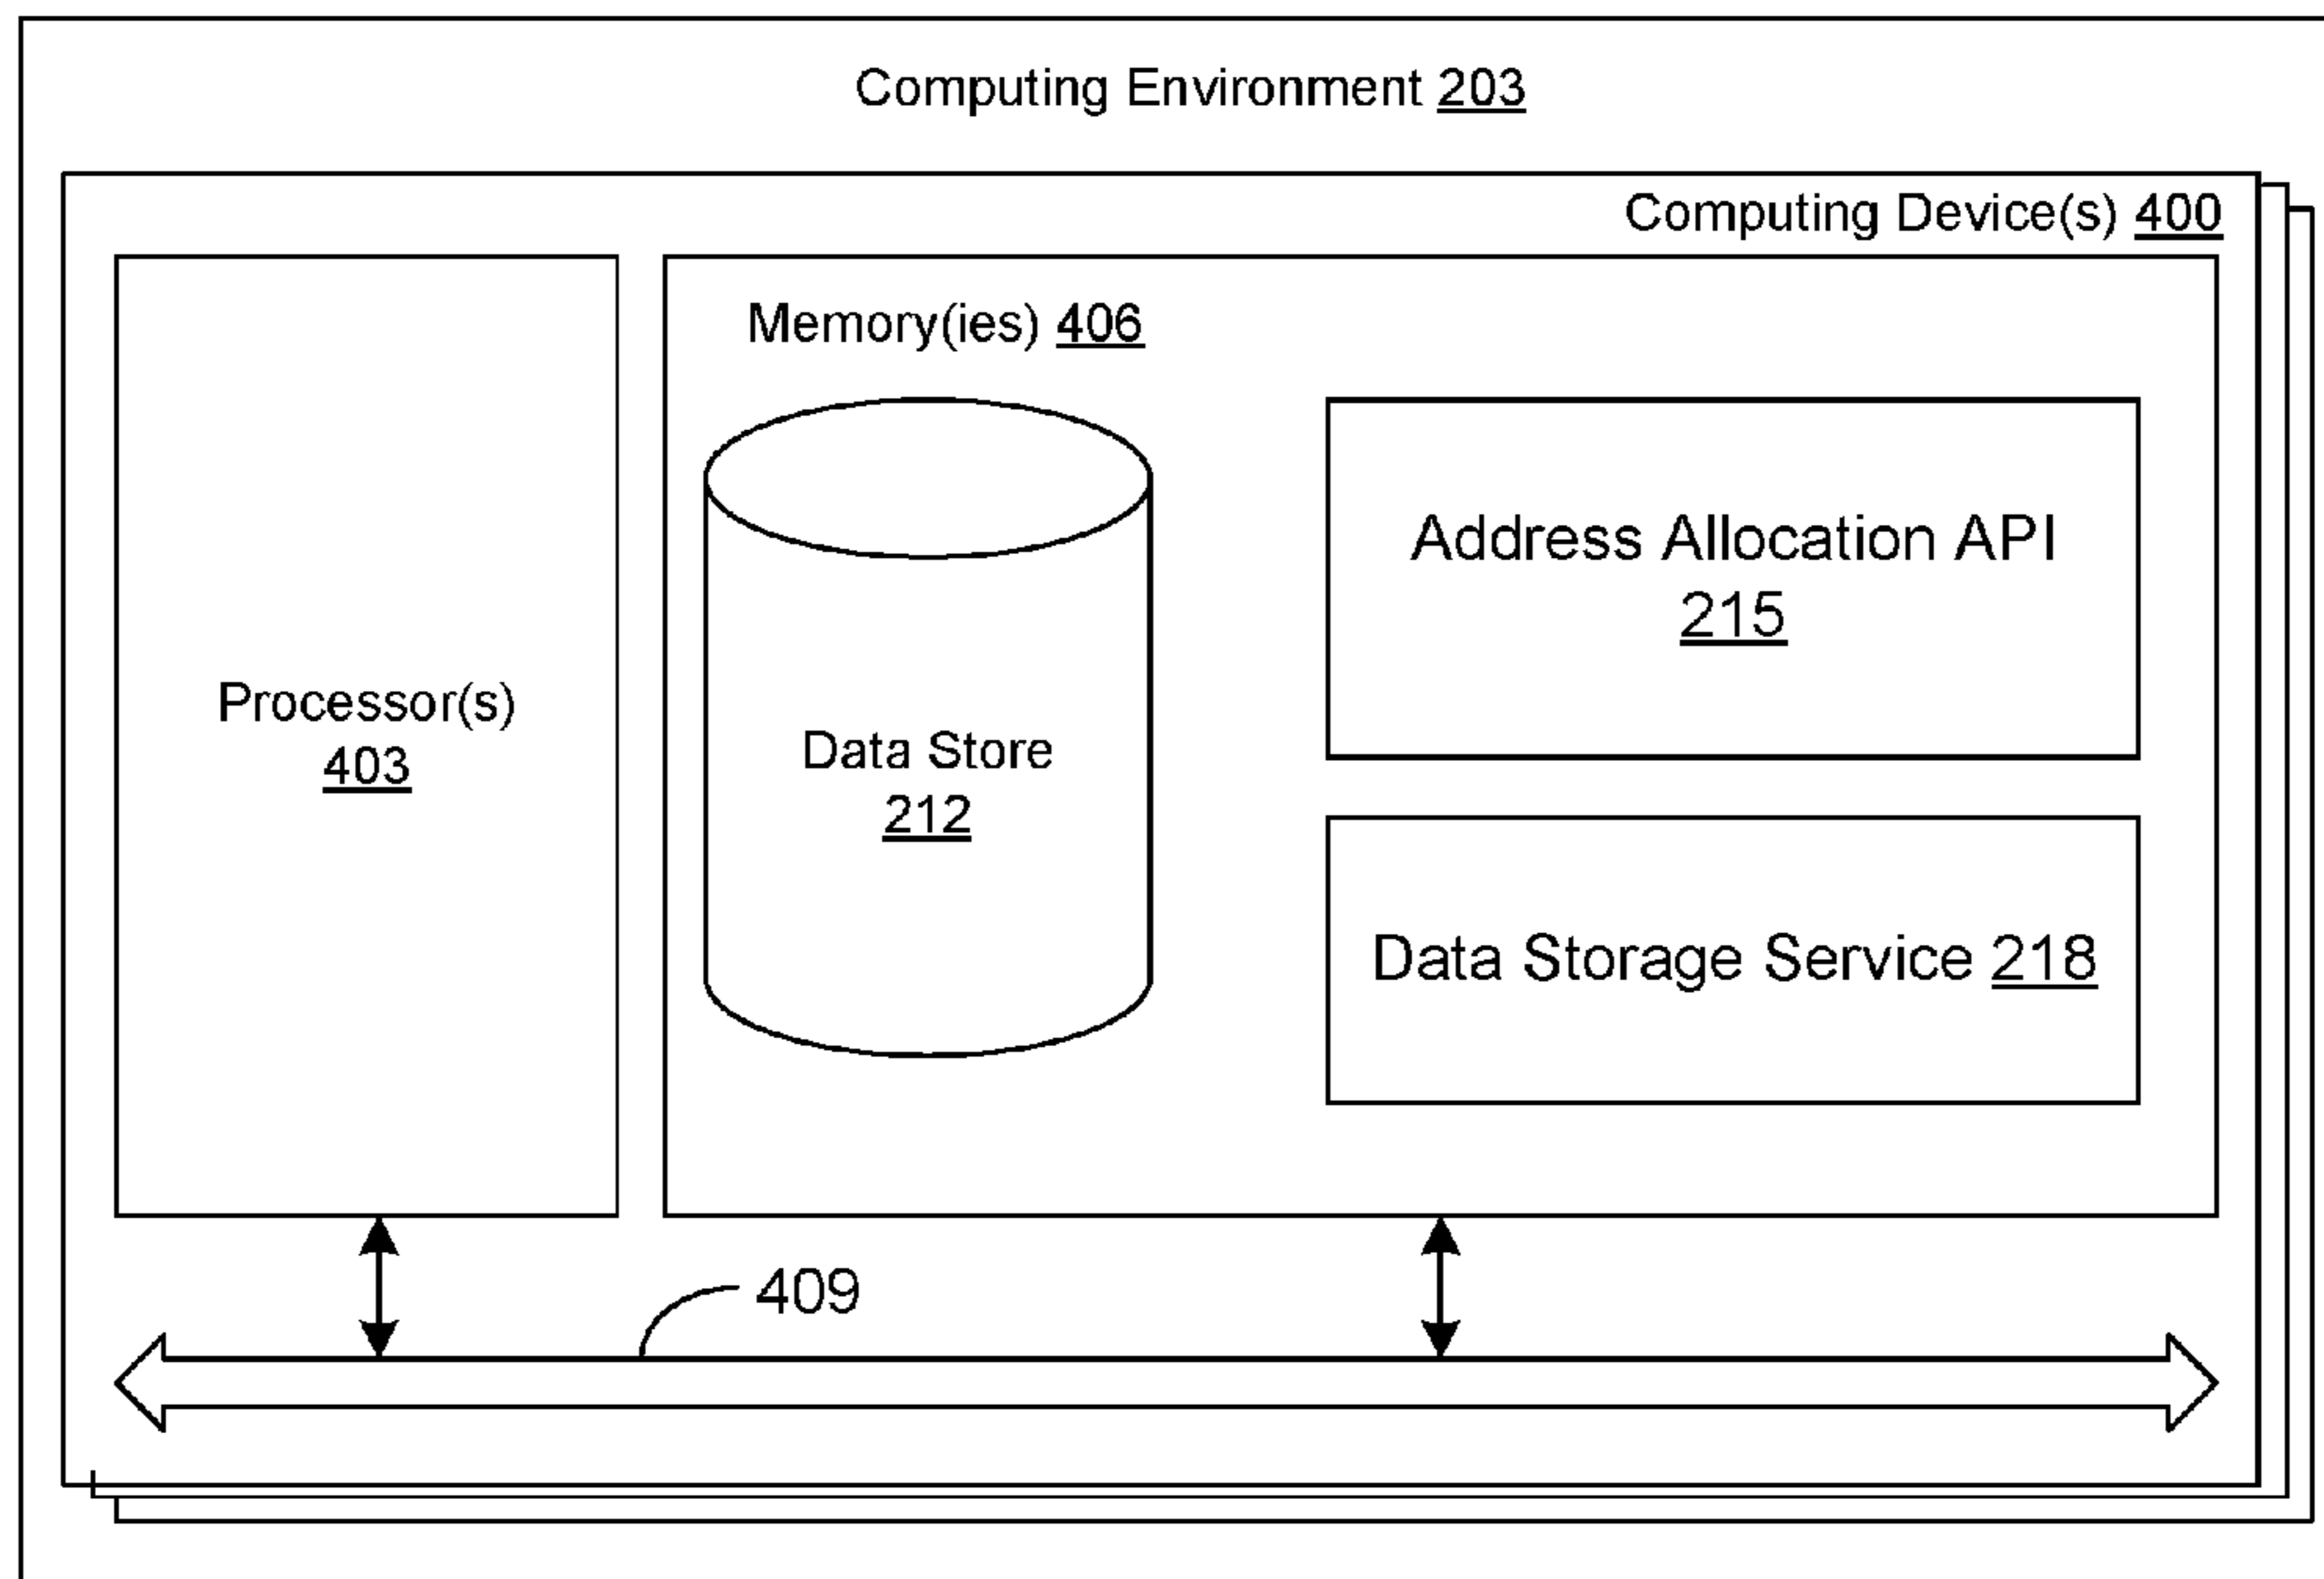 Computing Environment 203
Computing Device(s) 400
Memory(ies) 406
Address Allocation API
215
Processor(s)
403
Data Store
212
Data Storage Service 218
409